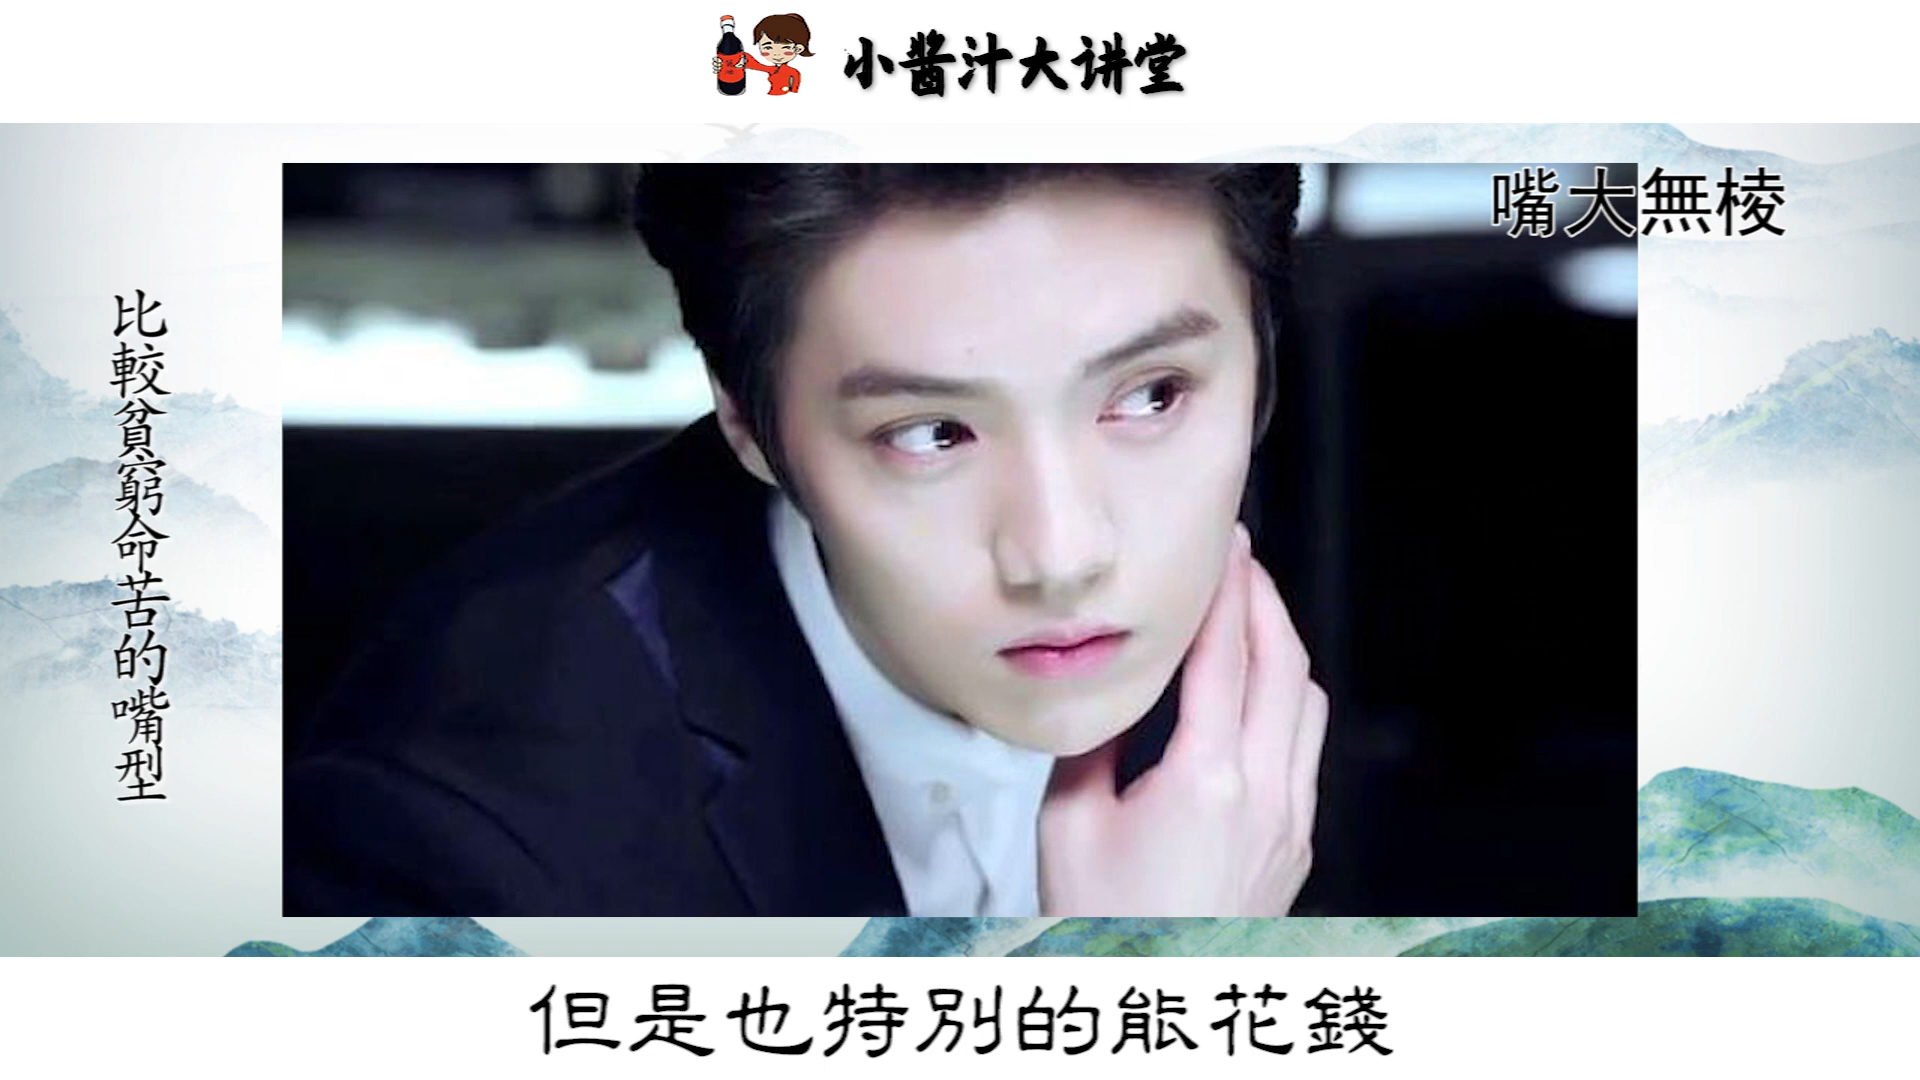 小酱汁大讲堂
嘴大無棱
比較貧窮命苦的嘴型
但是也特別的能花錢